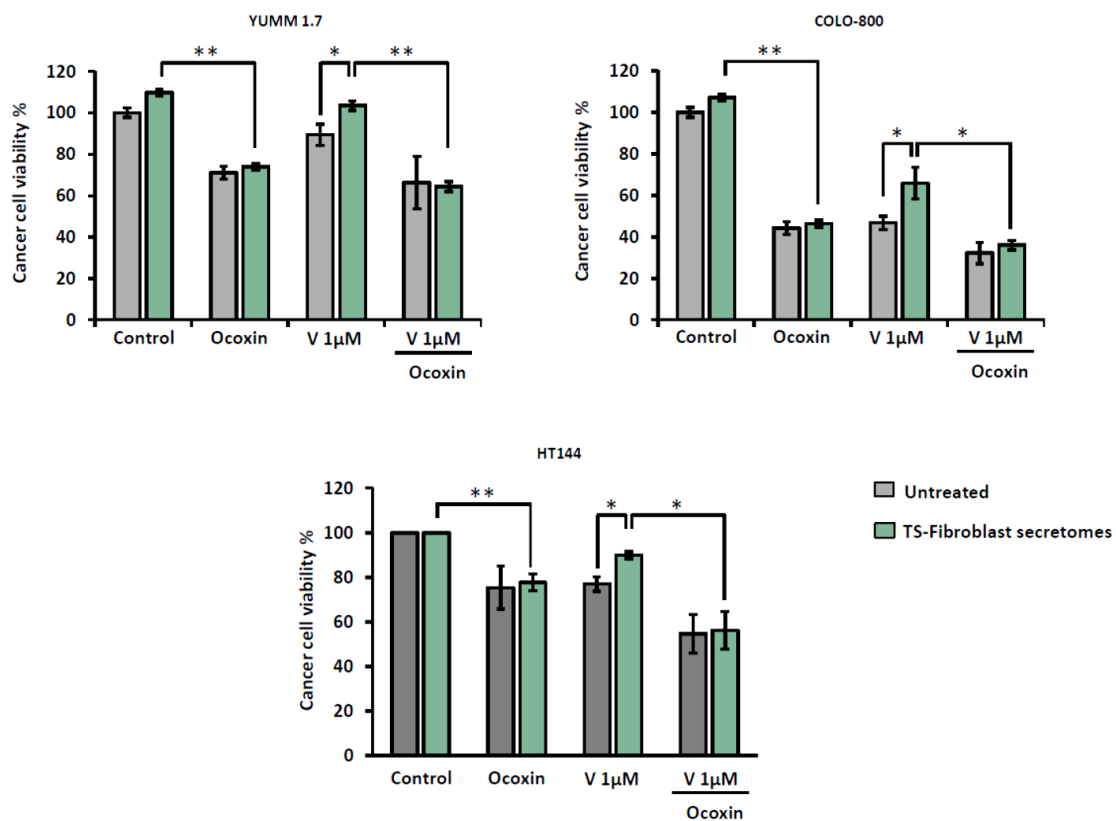 YUMM 1.7
Cancer cell viability %
120
100
80
60
40
20
0
**
*
**
Control Ocoxin V 1µM V 1µM
Ocoxin
COLO-800
Cancer cell viability %
120
100
80
60
40
20
0
**
*
*
Control Ocoxin V 1µM V 1µM
Ocoxin
HT144
Cancer cell viability %
120
100
80
60
40
20
0
**
*
*
Control Ocoxin V 1µM V 1µM
Ocoxin
Untreated
TS-Fibroblast secretomes